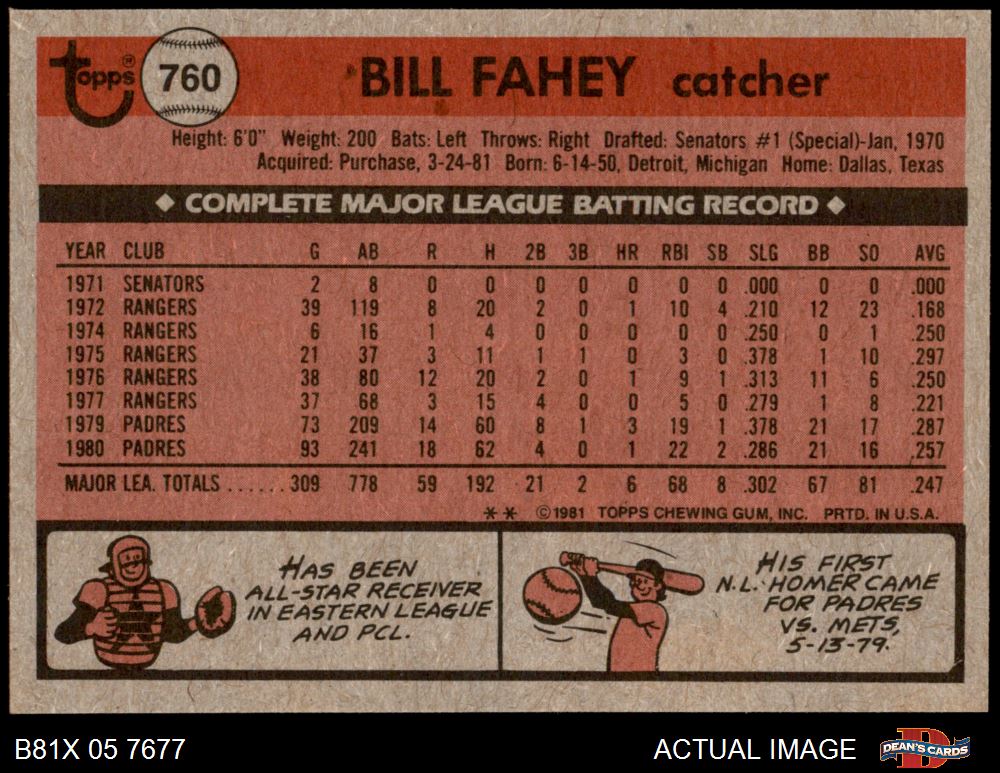 Topps® 760 BILL FAHEY catcher
Height: 6'0" Weight: 200 Bats: Left Throws: Right Drafted: Senators #1 (Special)-Jan, 1970
Acquired: Purchase, 3-24-81 Born: 6-14-50, Detroit, Michigan Home: Dallas, Texas
◆ COMPLETE MAJOR LEAGUE BATTING RECORD ◆
YEAR CLUB G AB R H 2B 3B HR RBI SB SLG BB SO AVG
1971 SENATORS 2 8 0 0 0 0 0 0 0 .000 0 0 .000
1972 RANGERS 39 119 8 20 2 0 1 10 4 .210 12 23 .168
1974 RANGERS 6 16 1 4 0 0 0 0 0 .250 0 1 .250
1975 RANGERS 21 37 3 11 1 1 0 3 0 .378 1 10 .297
1976 RANGERS 38 80 12 20 2 0 1 9 1 .313 11 6 .250
1977 RANGERS 37 68 3 15 4 0 0 5 0 .279 1 8 .221
1979 PADRES 73 209 14 60 8 1 3 19 1 .378 21 17 .287
1980 PADRES 93 241 18 62 4 0 1 22 2 .286 21 16 .257
MAJOR LEA. TOTALS ......309 778 59 192 21 2 6 68 8 .302 67 81 .247
** ©1981 TOPPS CHEWING GUM, INC. PRTD. IN U.S.A.
HAS BEEN
ALL-STAR RECEIVER
IN EASTERN LEAGUE
AND PCL.
HIS FIRST
N.L. HOMER CAME
FOR PADRES
VS. METS,
5-13-79.
B81X 05 7677 ACTUAL IMAGE DEAN'S CARDS